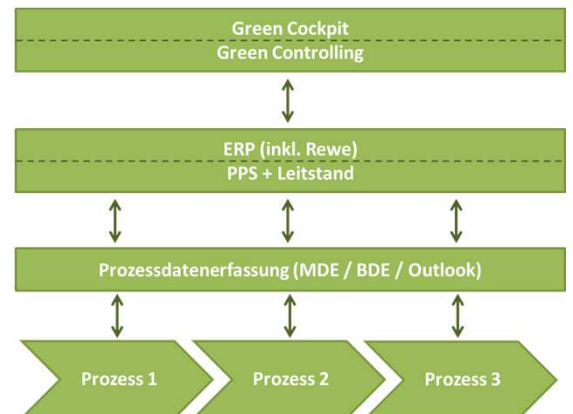 Green Cockpit
Green Controlling
ERP (inkl. Rewe)
PPS + Leitstand
Prozessdatenerfassung (MDE / BDE / Outlook)
Prozess 1
Prozess 2
Prozess 3